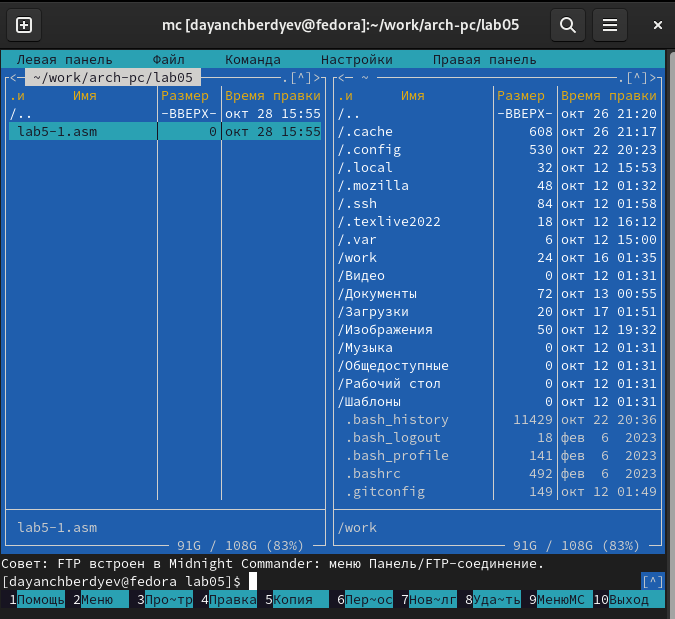 mc [dayanchberdyev@fedora]:~/work/arch-pc/lab05
Левая панель Файл Команда Настройки Правая панель
<— ~/work/arch-pc/lab05 .[^]> <— ~ .[^]>
.и Имя Размер Время правки .и Имя Размер Время правки
/.. -ВВЕРХ- окт 28 15:55 /.. -ВВЕРХ- окт 26 21:20
lab5-1.asm 0 окт 28 15:55 /.cache 608 окт 26 21:17
/.config 530 окт 22 20:23
/.local 32 окт 12 15:53
/.mozilla 48 окт 12 01:32
/.ssh 84 окт 12 01:58
/.texlive2022 18 окт 12 16:12
/.var 6 окт 12 15:00
/work 24 окт 16 01:35
/Видео 0 окт 12 01:31
/Документы 72 окт 13 00:55
/Загрузки 20 окт 17 01:51
/Изображения 50 окт 12 19:32
/Музыка 0 окт 12 01:31
/Общедоступные 0 окт 12 01:31
/Рабочий стол 0 окт 12 01:31
/Шаблоны 0 окт 12 01:31
.bash_history 11429 окт 22 20:36
.bash_logout 18 фев 6 2023
.bash_profile 141 фев 6 2023
.bashrc 492 фев 6 2023
.gitconfig 149 окт 12 01:49
lab5-1.asm /work
91G / 108G (83%) 91G / 108G (83%)
Совет: FTP встроен в Midnight Commander: меню Панель/FTP-соединение.
[dayanchberdyev@fedora lab05]$ [^]
1Помощь 2Меню 3Про~тр 4Правка 5Копия 6Пер~ос 7Нов~лг 8Уда~ть 9МенюMC 10Выход